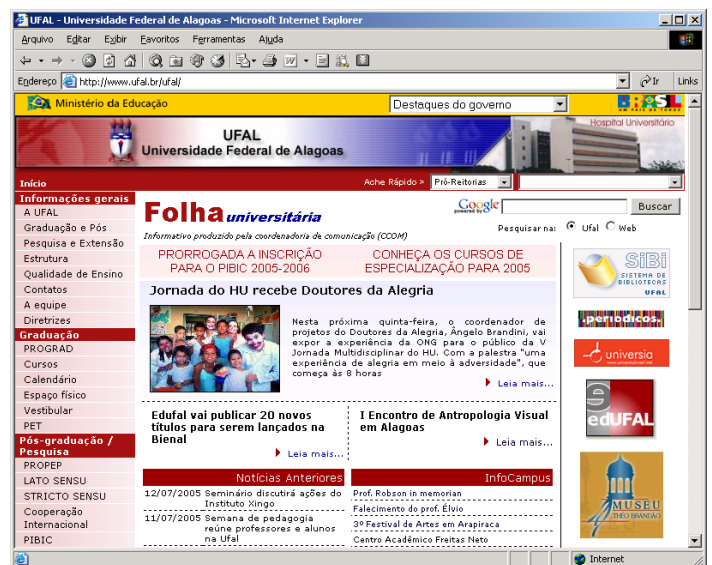 UFAL - Universidade Federal de Alagoas - Microsoft Internet Explorer
Arquivo Editar Exibir Favoritos Ferramentas Ajuda
Endereço http://www.ufal.br/ufal/ Ir Links
Ministério da Educação
Destaques do governo
BRASIL
UM PAÍS DE TODOS
UFAL
Universidade Federal de Alagoas
Hospital Universitário
Início
Ache Rápido > Pró-Reitorias
Informações gerais
A UFAL
Graduação e Pós
Pesquisa e Extensão
Estrutura
Qualidade de Ensino
Contatos
A equipe
Diretrizes
Graduação
PROGRAD
Cursos
Calendário
Espaço físico
Vestibular
PET
Pós-graduação /
Pesquisa
PROPEP
LATO SENSU
STRICTO SENSU
Cooperação
Internacional
PIBIC
Folha universitária
Informativo produzido pela coordenadoria de comunicação (CCOM)
powered by Google
Buscar
Pesquisar na: Ufal Web
PRORROGADA A INSCRIÇÃO
PARA O PIBIC 2005-2006
CONHEÇA OS CURSOS DE
ESPECIALIZAÇÃO PARA 2005
Jornada do HU recebe Doutores da Alegria
Nesta próxima quinta-feira, o coordenador de
projetos do Doutores da Alegria, Ângelo Brandini, vai
expor a experiência da ONG para o público da V
Jornada Multidisciplinar do HU. Com a palestra "uma
experiência de alegria em meio à adversidade", que
começa às 8 horas
Leia mais...
Edufal vai publicar 20 novos
títulos para serem lançados na
Bienal
Leia mais...
I Encontro de Antropologia Visual
em Alagoas
Leia mais...
Notícias Anteriores
12/07/2005 Seminário discutirá ações do
Instituto Xingo
11/07/2005 Semana de pedagogia
reúne professores e alunos
na Ufal
InfoCampus
Prof. Robson in memorian
Falecimento do prof. Élvio
3º Festival de Artes em Arapiraca
Centro Acadêmico Freitas Neto
SiBi
SISTEMA DE
BIBLIOTECAS
UFAL
.periodicos.
universia
edUFAL
MUSEU
THÉO BRANDÃO
Internet